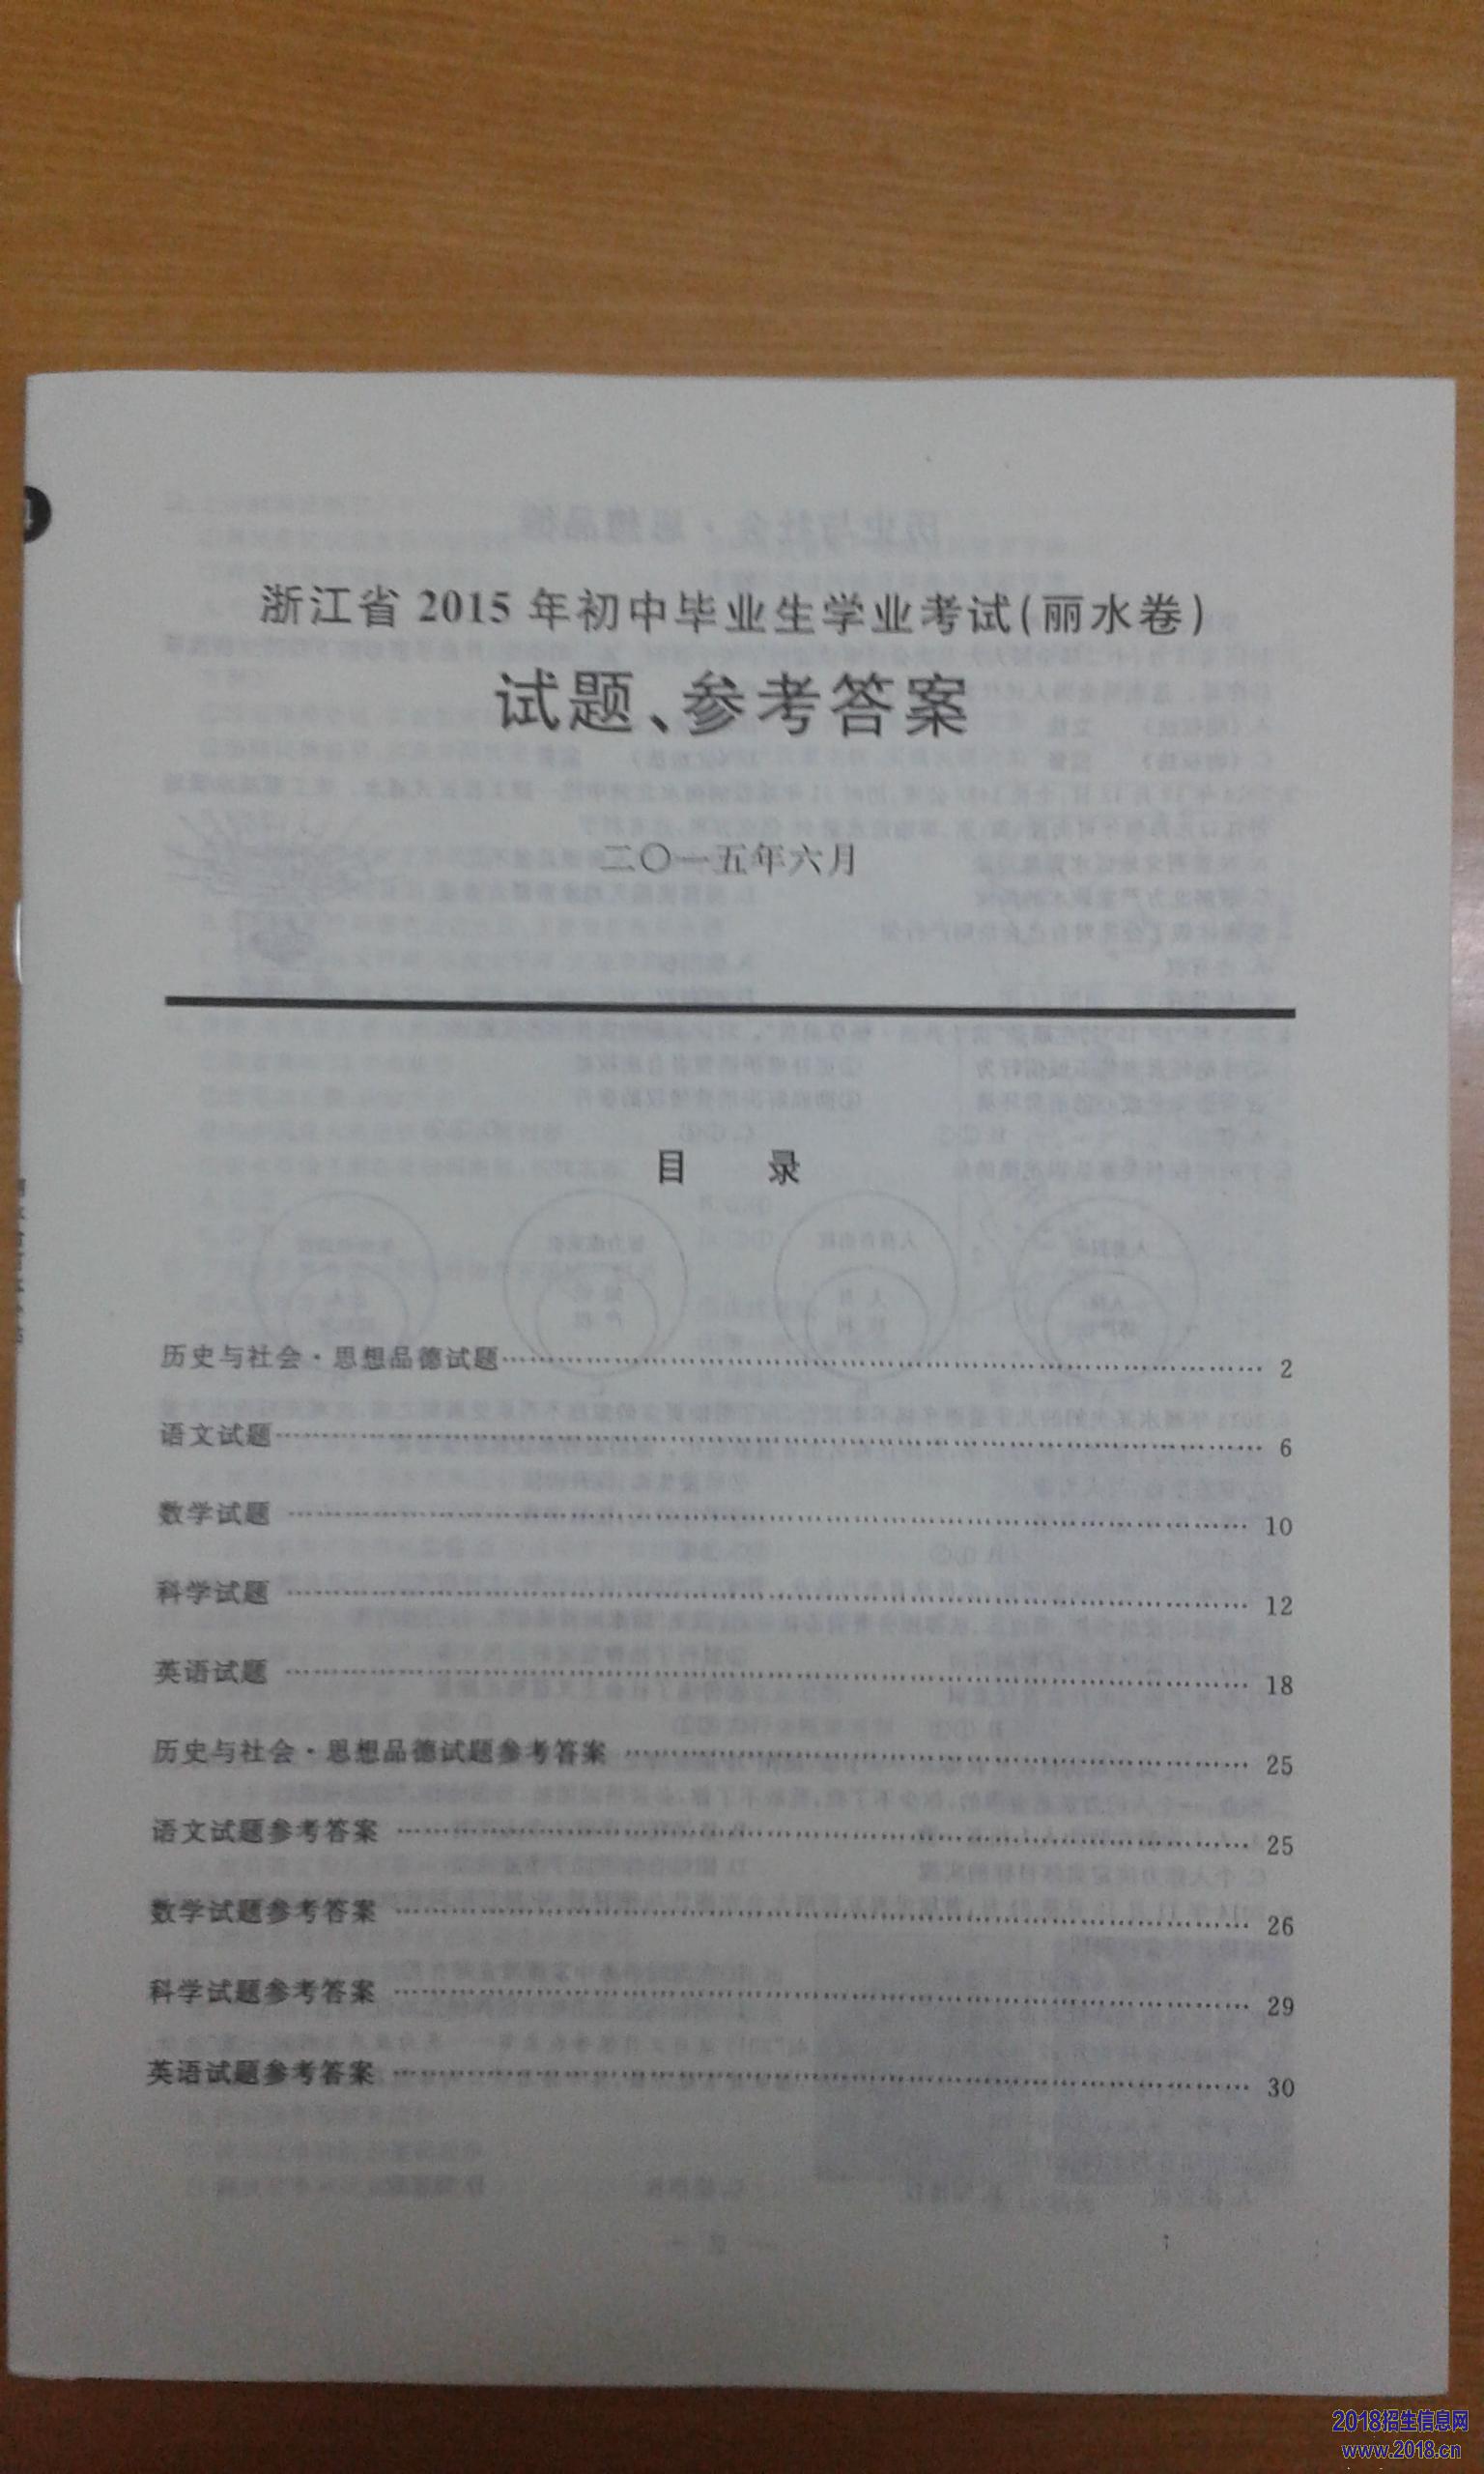 浙江省 2015 年初中毕业生学业考试(丽水卷)
试题、参考答案
二〇一五年六月
目 录
历史与社会·思想品德试题…………………………………… 2
语文试题…………………………………… 6
数学试题 …………………………………… 10
科学试题 …………………………………… 12
英语试题 …………………………………… 18
历史与社会·思想品德试题参考答案 …………………………………… 25
语文试题参考答案 …………………………………… 25
数学试题参考答案 …………………………………… 26
科学试题参考答案 …………………………………… 29
英语试题参考答案 …………………………………… 30
2018招生信息网
www.2018.cn